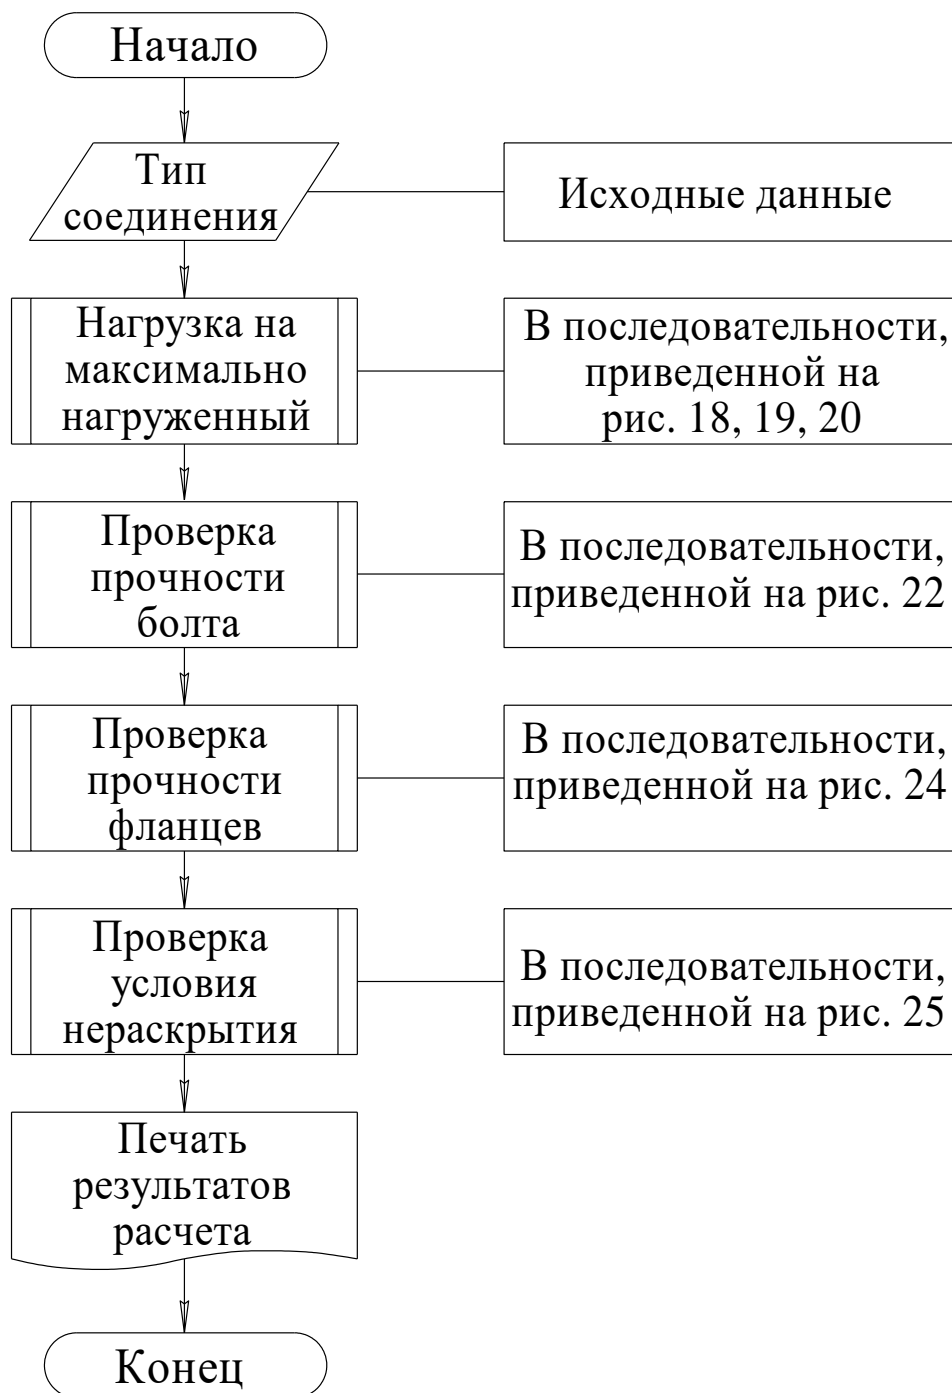 Начало
Тип
соединения
Исходные данные
Нагрузка на
максимально
нагруженный
В последовательности,
приведенной на
рис. 18, 19, 20
Проверка
прочности
болта
В последовательности,
приведенной на рис. 22
Проверка
прочности
фланцев
В последовательности,
приведенной на рис. 24
Проверка
условия
нераскрытия
В последовательности,
приведенной на рис. 25
Печать
результатов
расчета
Конец